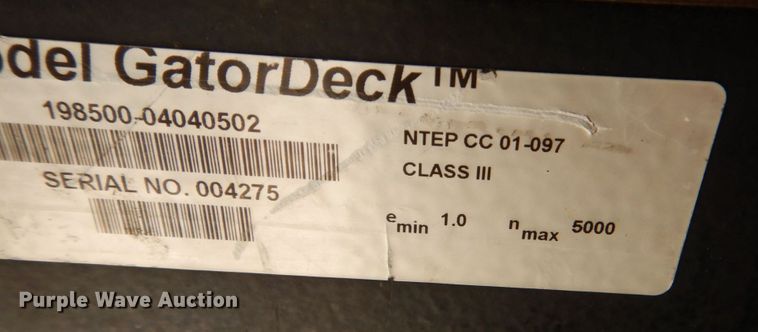 GatorDeck™
198500-04040502
SERIAL NO. 004275
NTEP CC 01-097
CLASS III
emin 1.0 nmax 5000
Purple Wave Auction